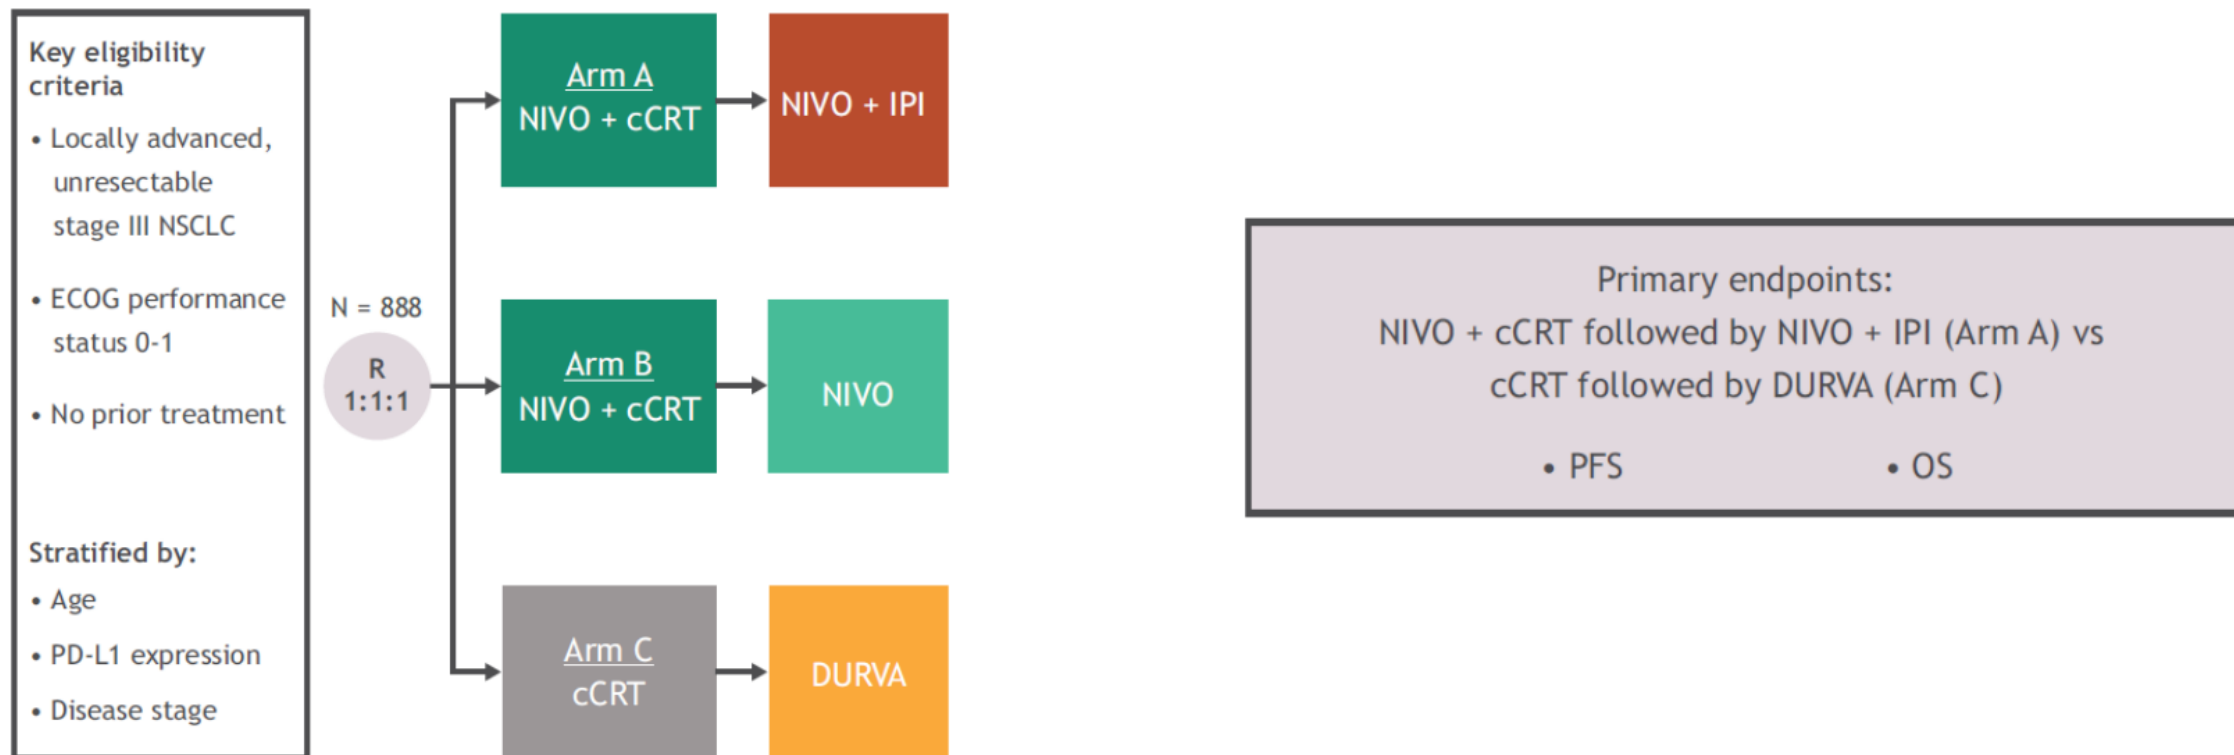 Key eligibility
criteria
• Locally advanced,
unresectable
stage III NSCLC
• ECOG performance
status 0-1
• No prior treatment
Stratified by:
• Age
• PD-L1 expression
• Disease stage
N = 888
R
1:1:1
Arm A
NIVO + cCRT
NIVO + IPI
Arm B
NIVO + cCRT
NIVO
Arm C
cCRT
DURVA
Primary endpoints:
NIVO + cCRT followed by NIVO + IPI (Arm A) vs
cCRT followed by DURVA (Arm C)
• PFS • OS